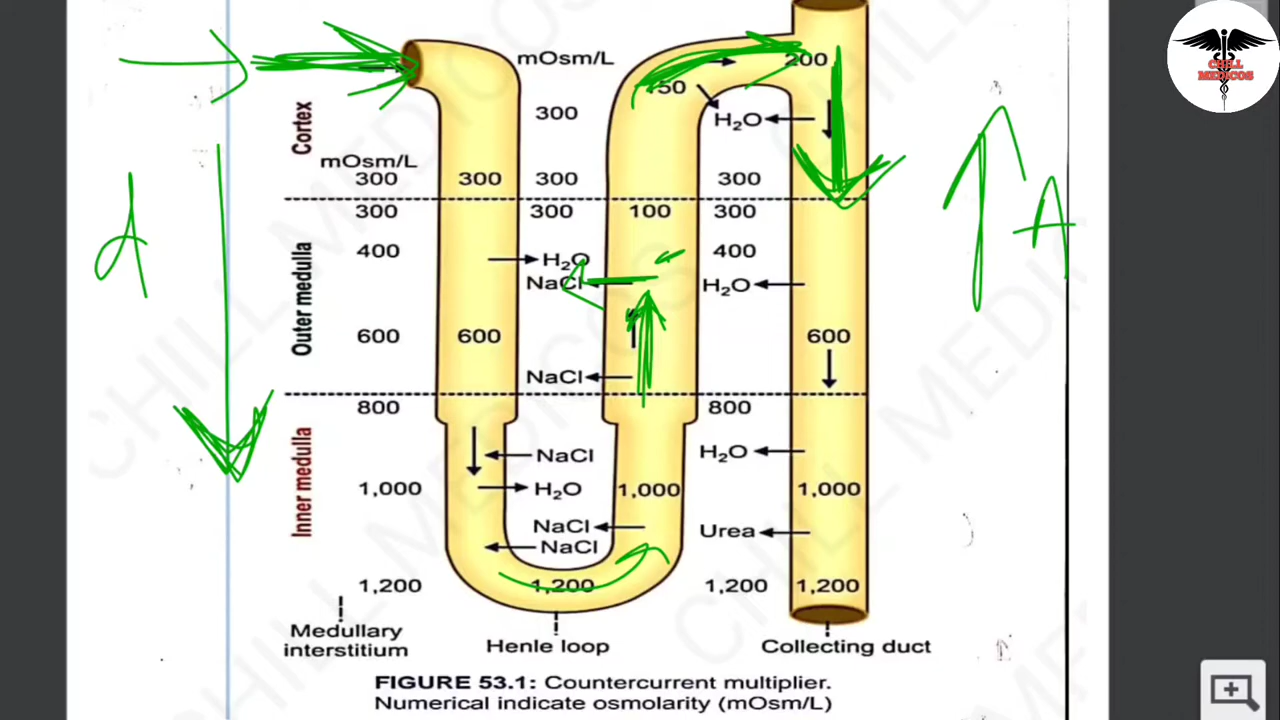 CHILL
MEDICOS
mOsm/L
200
150
300
H₂O
Cortex
mOsm/L
300 300 300 300
300 300 100 300
400 H₂O 400
NaCl H₂O
Outer medulla
600 600 600
NaCl
800 800
NaCl H₂O
Inner medulla
1,000 H₂O 1,000 1,000
NaCl Urea
NaCl
1,200 1,200 1,200 1,200
Medullary
interstitium
Henle loop
Collecting duct
d
A
FIGURE 53.1: Countercurrent multiplier.
Numerical indicate osmolarity (mOsm/L)
CHILL MEDICOS